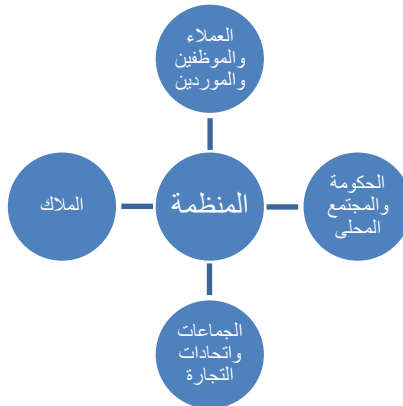 العملاء
والموظفين
والموردين
الحكومة
والمجتمع
المحلى
المنظمة
الملاك
الجماعات
واتحادات
التجارة